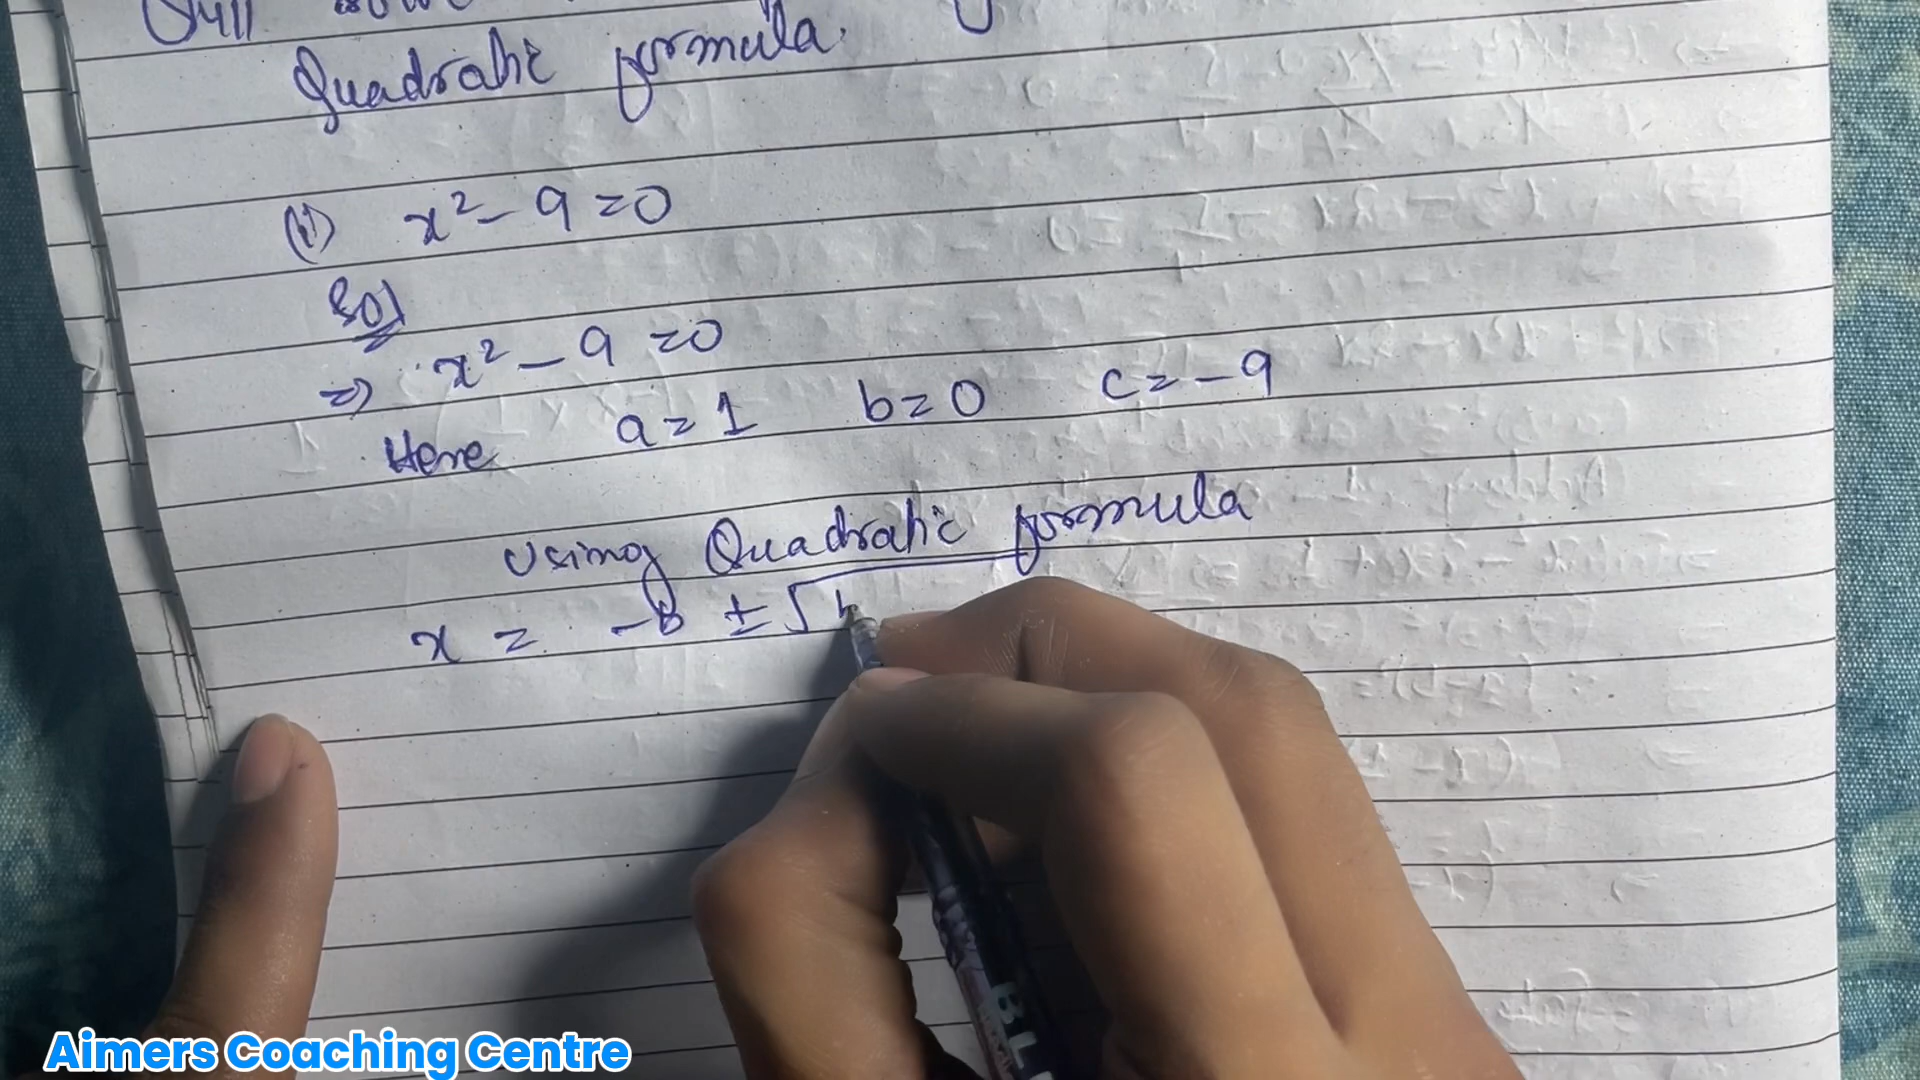 Quadratic formula.
(i) x² - 9 = 0
Sol
=> x² - 9 = 0
Here a = 1 b = 0 c = -9
Using Quadratic formula
x = -b ± √b
BL
Aimers Coaching Centre